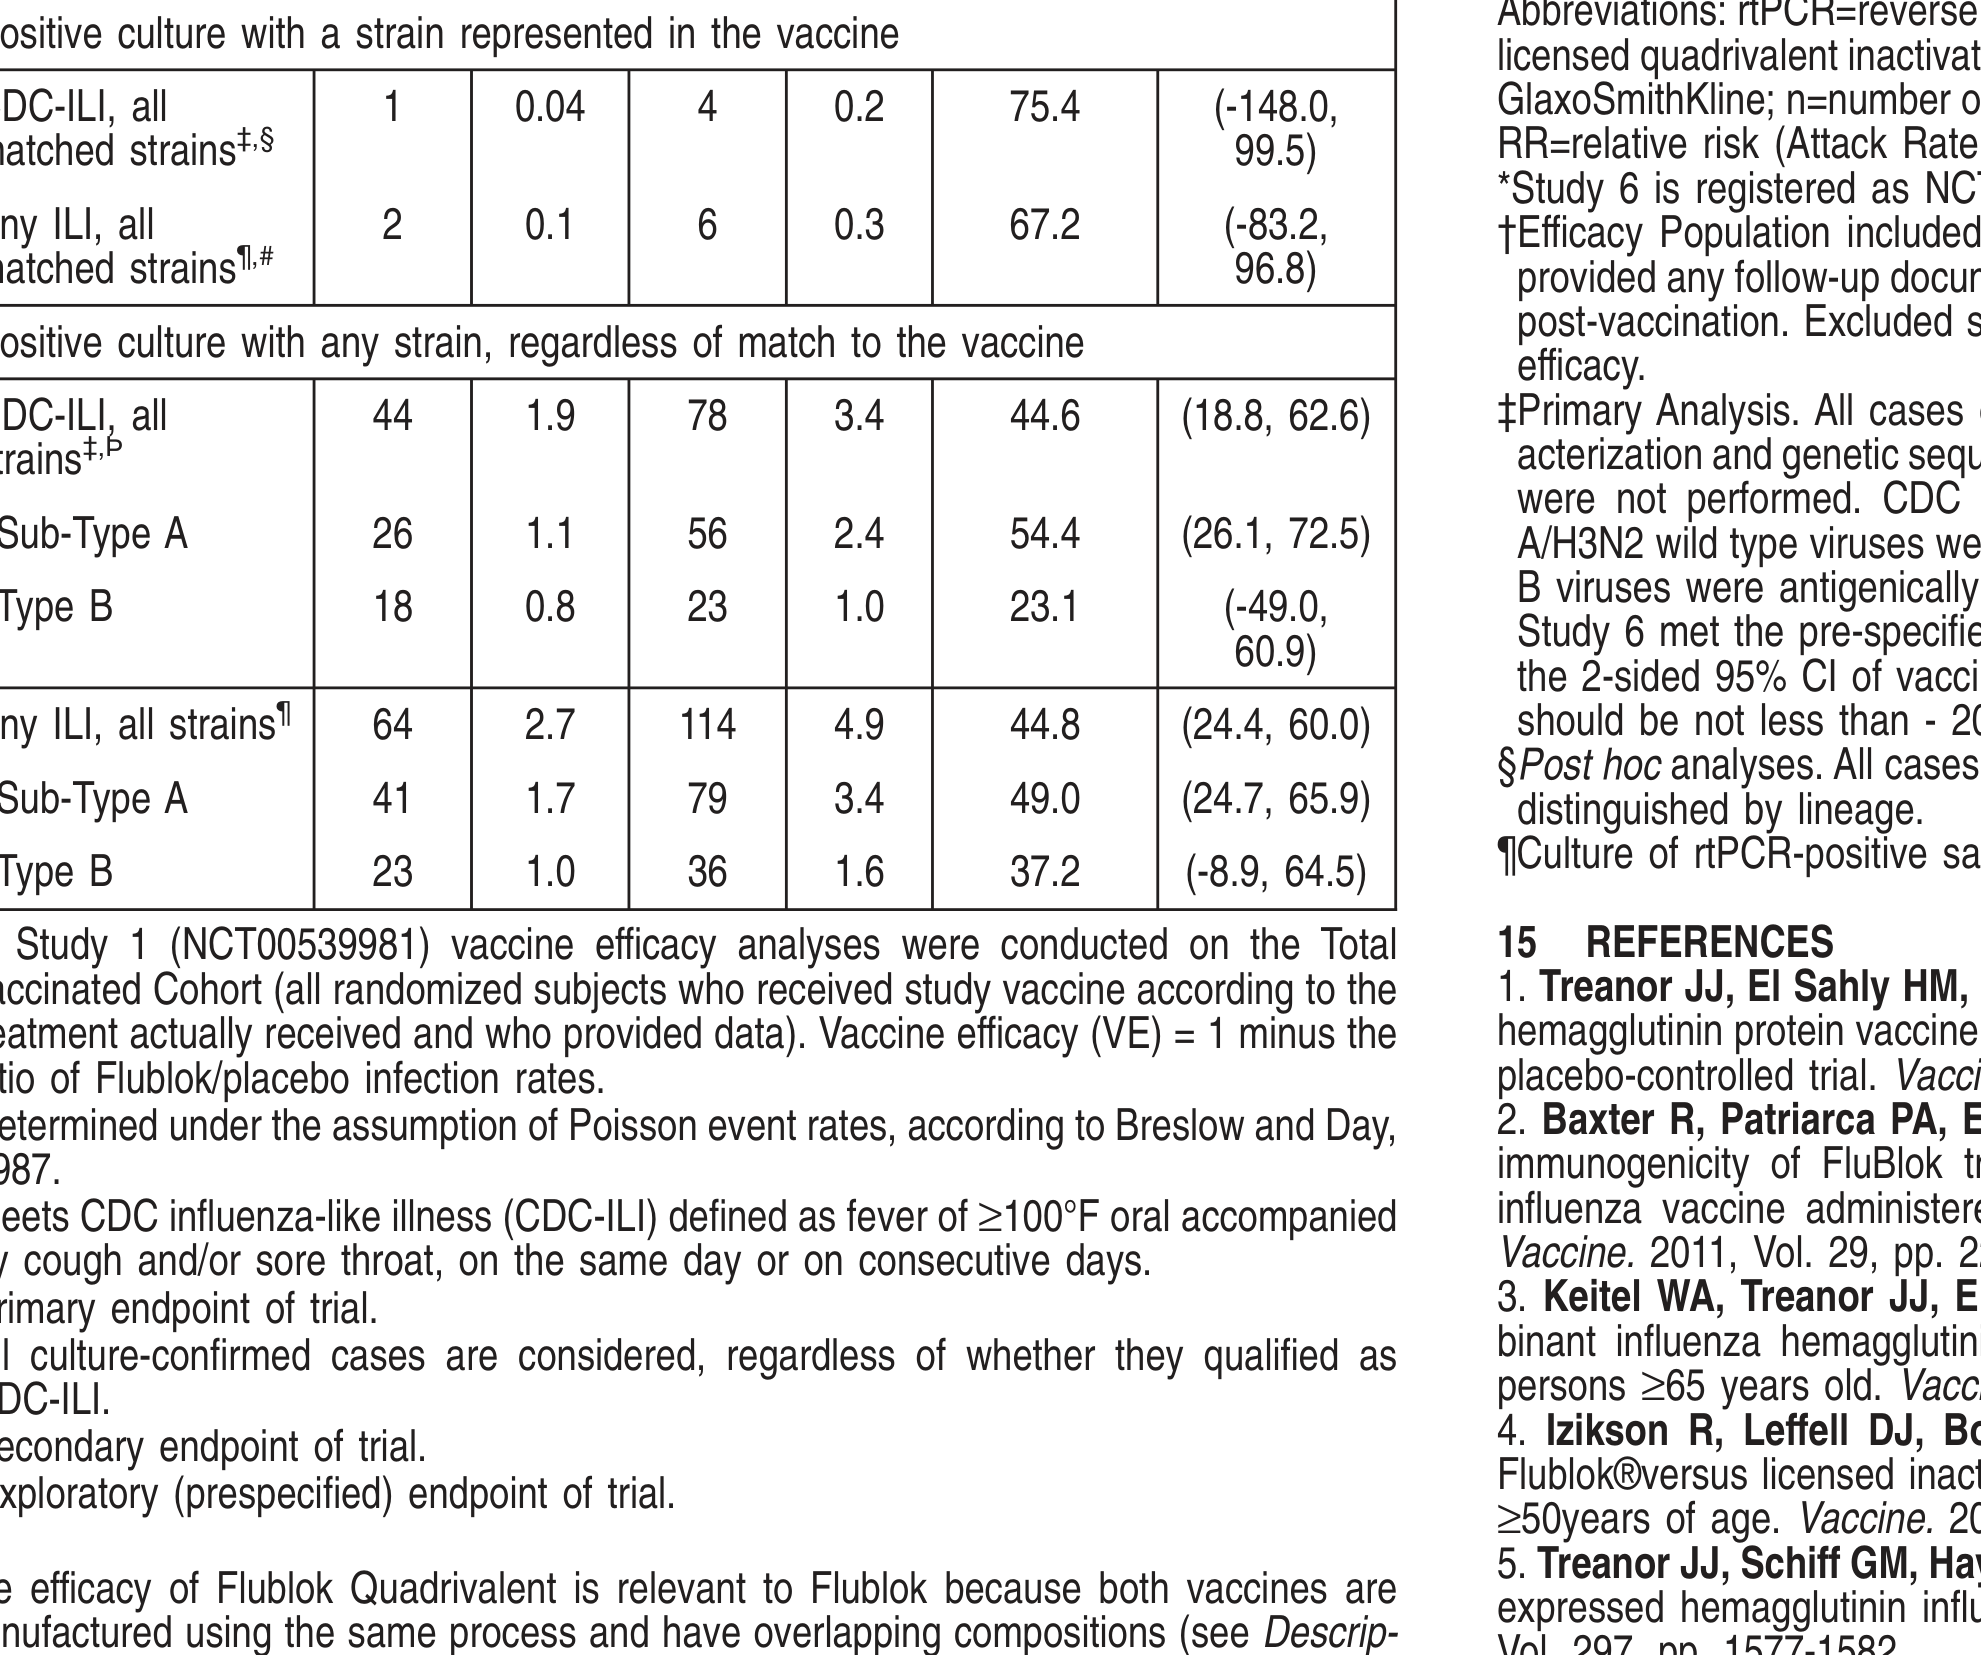 ositive culture with a strain represented in the vaccine
DC-ILI, all 1 0.04 4 0.2 75.4 (-148.0,
atched strains‡,§ 99.5)
ny ILI, all 2 0.1 6 0.3 67.2 (-83.2,
atched strains¶,# 96.8)
ositive culture with any strain, regardless of match to the vaccine
DC-ILI, all 44 1.9 78 3.4 44.6 (18.8, 62.6)
trains‡,Þ
Sub-Type A 26 1.1 56 2.4 54.4 (26.1, 72.5)
Type B 18 0.8 23 1.0 23.1 (-49.0,
60.9)
ny ILI, all strains¶ 64 2.7 114 4.9 44.8 (24.4, 60.0)
Sub-Type A 41 1.7 79 3.4 49.0 (24.7, 65.9)
Type B 23 1.0 36 1.6 37.2 (-8.9, 64.5)
Study 1 (NCT00539981) vaccine efficacy analyses were conducted on the Total
accinated Cohort (all randomized subjects who received study vaccine according to the
eatment actually received and who provided data). Vaccine efficacy (VE) = 1 minus the
tio of Flublok/placebo infection rates.
etermined under the assumption of Poisson event rates, according to Breslow and Day,
987.
eets CDC influenza-like illness (CDC-ILI) defined as fever of ≥100°F oral accompanied
y cough and/or sore throat, on the same day or on consecutive days.
rimary endpoint of trial.
l culture-confirmed cases are considered, regardless of whether they qualified as
DC-ILI.
econdary endpoint of trial.
xploratory (prespecified) endpoint of trial.
e efficacy of Flublok Quadrivalent is relevant to Flublok because both vaccines are
nufactured using the same process and have overlapping compositions (see Descrip-
Abbreviations: rtPCR=reverse
licensed quadrivalent inactivat
GlaxoSmithKline; n=number o
RR=relative risk (Attack Rate
*Study 6 is registered as NCT
†Efficacy Population included
provided any follow-up docum
post-vaccination. Excluded s
efficacy.
‡Primary Analysis. All cases
acterization and genetic sequ
were not performed. CDC
A/H3N2 wild type viruses we
B viruses were antigenically
Study 6 met the pre-specifie
the 2-sided 95% CI of vacci
should be not less than - 20
§Post hoc analyses. All cases
distinguished by lineage.
¶Culture of rtPCR-positive sa
15 REFERENCES
1. Treanor JJ, El Sahly HM,
hemagglutinin protein vaccine
placebo-controlled trial. Vacci
2. Baxter R, Patriarca PA, E
immunogenicity of FluBlok tr
influenza vaccine administere
Vaccine. 2011, Vol. 29, pp. 2
3. Keitel WA, Treanor JJ, E
binant influenza hemagglutini
persons ≥65 years old. Vacci
4. Izikson R, Leffell DJ, Bo
Flublok®versus licensed inact
≥50years of age. Vaccine. 20
5. Treanor JJ, Schiff GM, Hay
expressed hemagglutinin influ
Vol. 297, pp. 1577-1582.